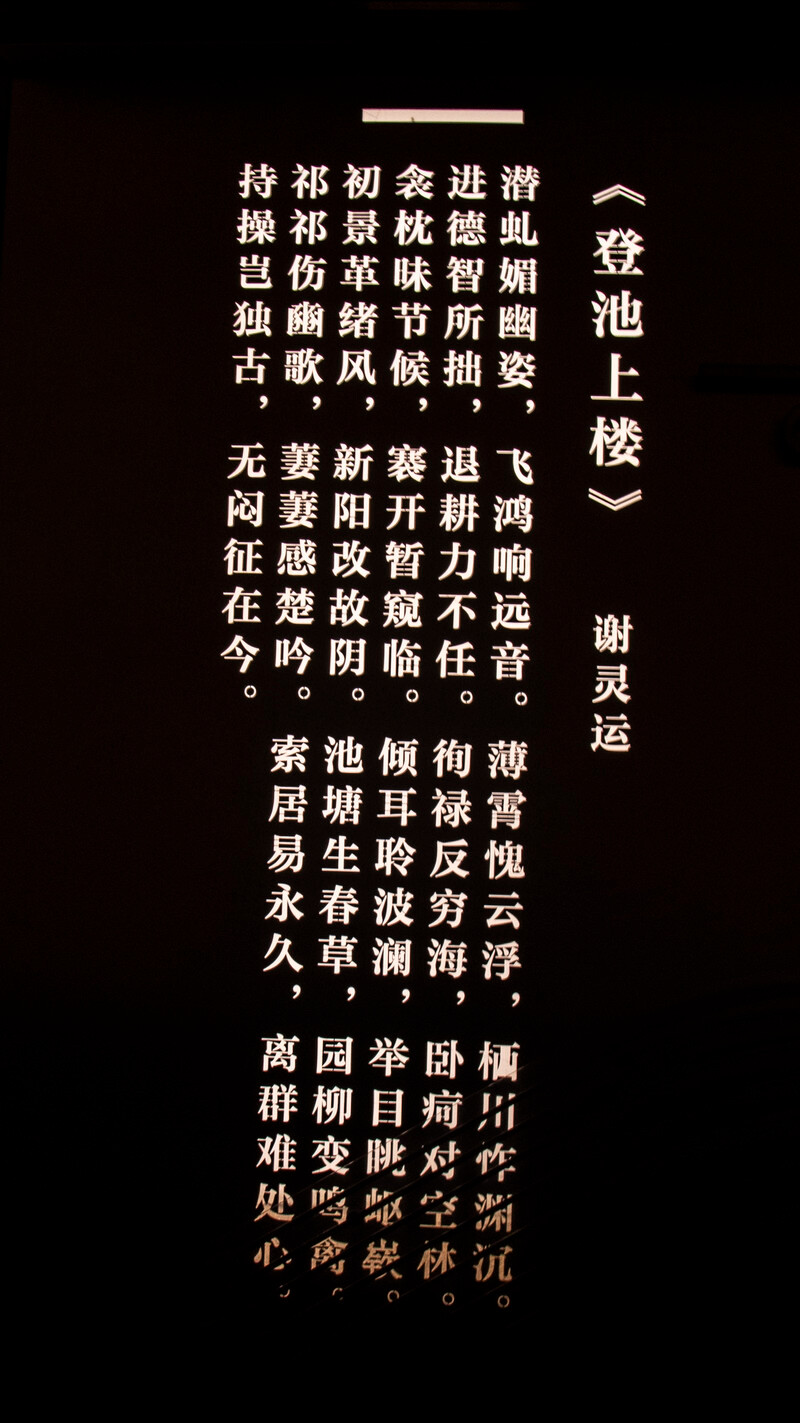 《登池上楼》 谢灵运
潜虬媚幽姿，飞鸿响远音。薄霄愧云浮，栖川怍渊沉。
进德智所拙，退耕力不任。徇禄反穷海，卧疴对空林。
衾枕昧节候，褰开暂窥临。倾耳聆波澜，举目眺岖嵚。
初景革绪风，新阳改故阴。池塘生春草，园柳变鸣禽。
祁祁伤豳歌，萋萋感楚吟。索居易永久，离群难处心。
持操岂独古，无闷征在今。